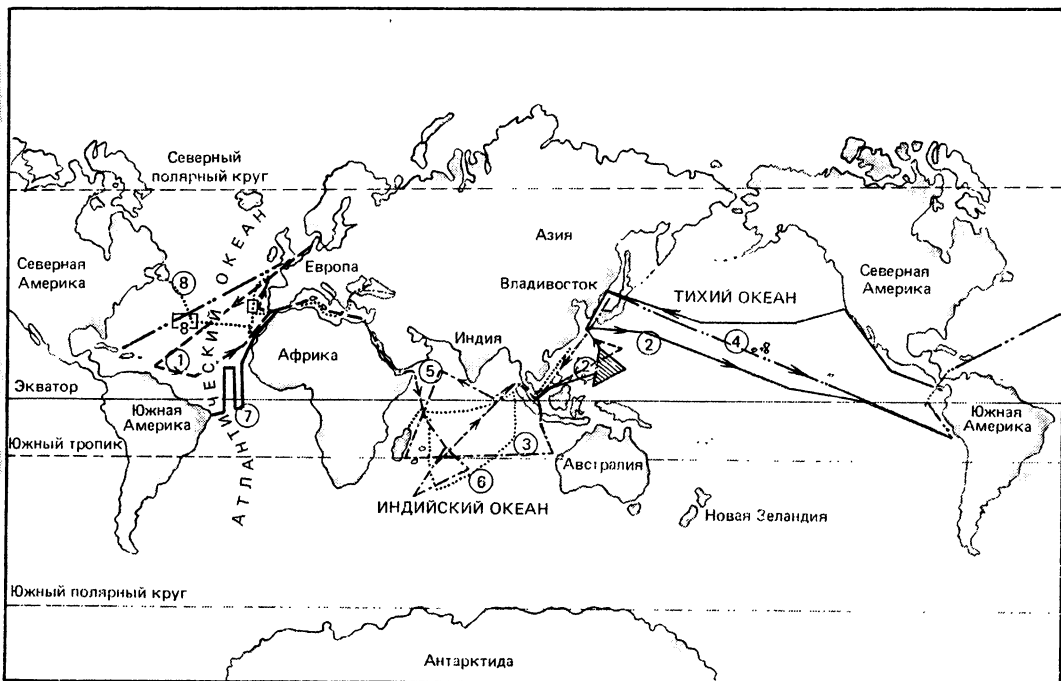 Северный
полярный круг
Азия
Северная
Америка
8
АТЛАНТИЧЕСКИЙ ОКЕАН
Европа
Владивосток
ТИХИЙ ОКЕАН
Северная
Америка
8
1
Африка
Индия
5
2
2
4
Экватор
Южная
Америка
7
Южная
Америка
Южный тропик
3
Австралия
6
ИНДИЙСКИЙ ОКЕАН
Новая Зеландия
Южный полярный круг
Антарктида